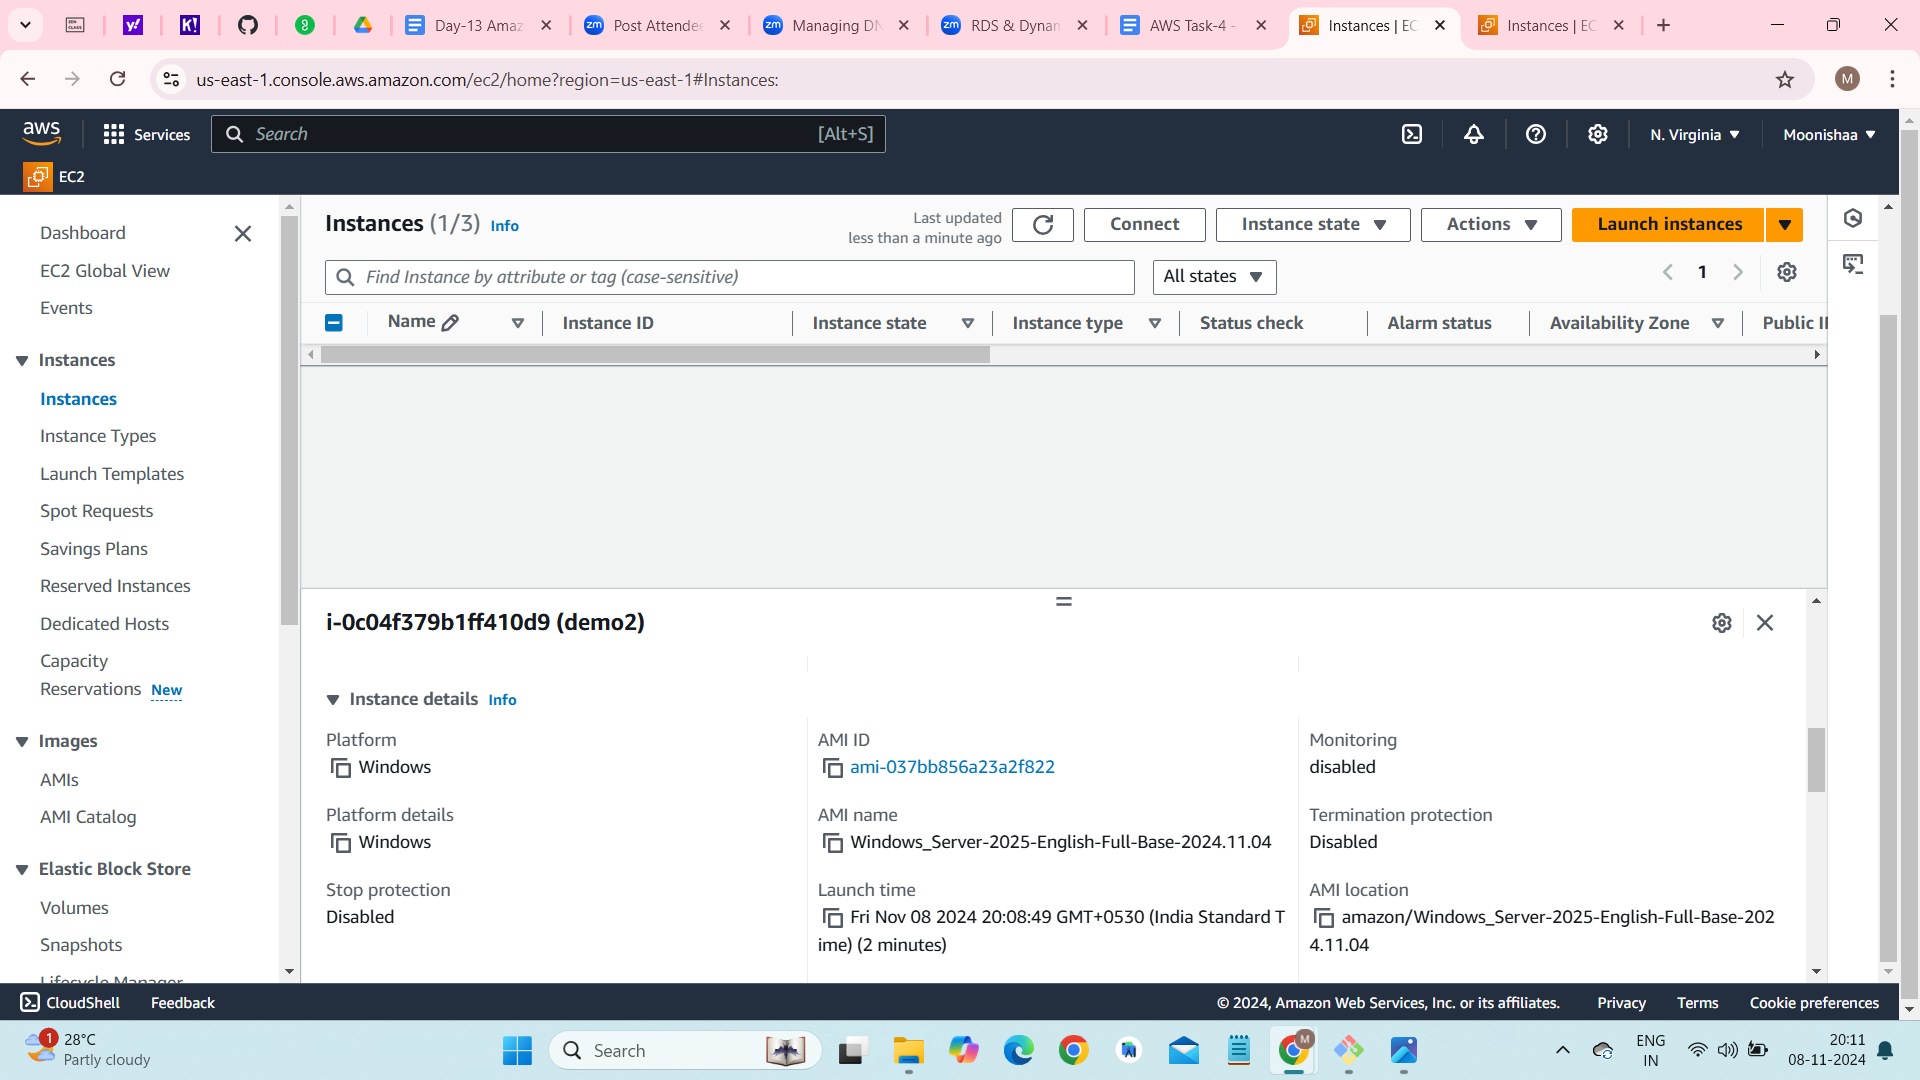 Day-13 Amaz
Post Attendee
Managing DN
RDS & Dynam
AWS Task-4 -
Instances | EC
Instances | EC
us-east-1.console.aws.amazon.com/ec2/home?region=us-east-1#Instances:
M
aws
Services
Search
[Alt+S]
N. Virginia
Moonishaa
EC2
Dashboard
EC2 Global View
Events
Instances
Instances
Instance Types
Launch Templates
Spot Requests
Savings Plans
Reserved Instances
Dedicated Hosts
Capacity
Reservations New
Images
AMIs
AMI Catalog
Elastic Block Store
Volumes
Snapshots
Lifecycle Manager
Instances (1/3) Info
Last updated
less than a minute ago
Connect
Instance state
Actions
Launch instances
Find Instance by attribute or tag (case-sensitive)
All states
1
Name
Instance ID
Instance state
Instance type
Status check
Alarm status
Availability Zone
Public I
i-0c04f379b1ff410d9 (demo2)
Instance details Info
Platform
Windows
AMI ID
ami-037bb856a23a2f822
Monitoring
disabled
Platform details
Windows
AMI name
Windows_Server-2025-English-Full-Base-2024.11.04
Termination protection
Disabled
Stop protection
Disabled
Launch time
Fri Nov 08 2024 20:08:49 GMT+0530 (India Standard T
ime) (2 minutes)
AMI location
amazon/Windows_Server-2025-English-Full-Base-202
4.11.04
CloudShell
Feedback
© 2024, Amazon Web Services, Inc. or its affiliates.
Privacy
Terms
Cookie preferences
1
28°C
Partly cloudy
Search
M
ENG
IN
20:11
08-11-2024